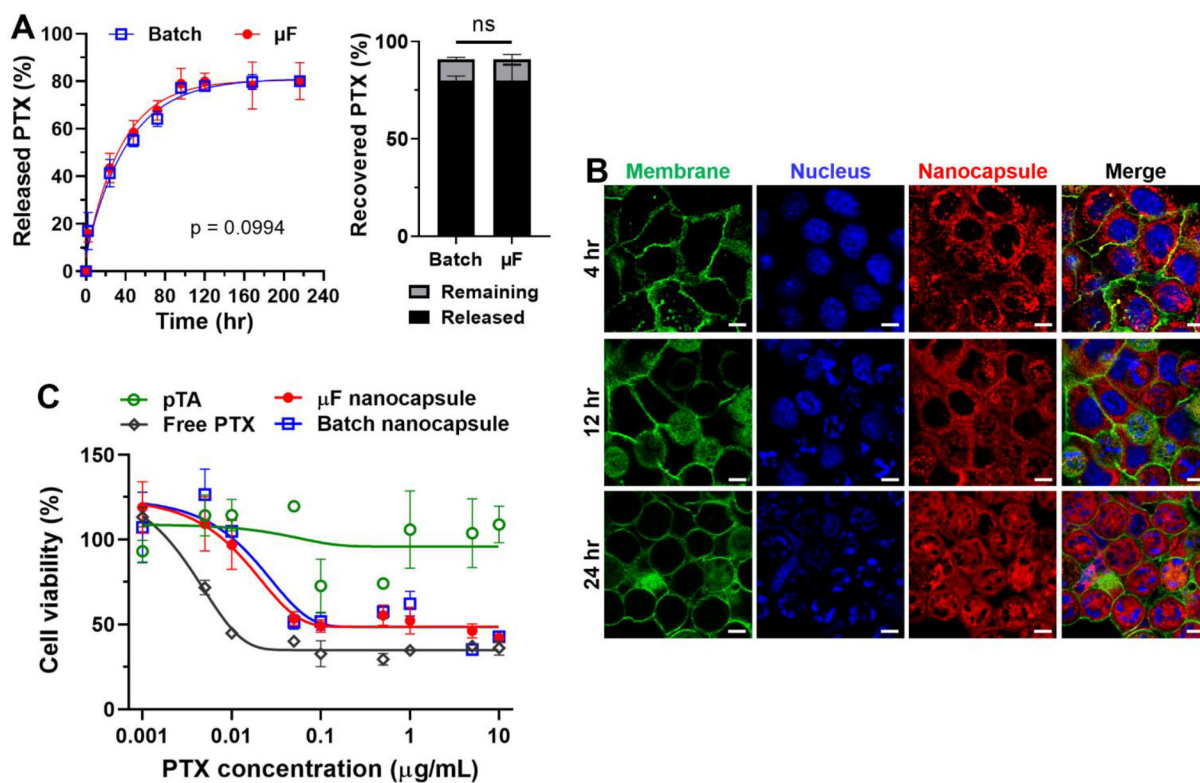 A
Batch
µF
Released PTX (%)
100
80
60
40
20
0
p = 0.0994
0 40 80 120 160 200 240
Time (hr)
ns
Recovered PTX (%)
100
50
0
Batch µF
Remaining
Released
B
Membrane Nucleus Nanocapsule Merge
4 hr
12 hr
24 hr
C
pTA
Free PTX
µF nanocapsule
Batch nanocapsule
Cell viability (%)
150
100
50
0
0.001 0.01 0.1 1 10
PTX concentration (µg/mL)